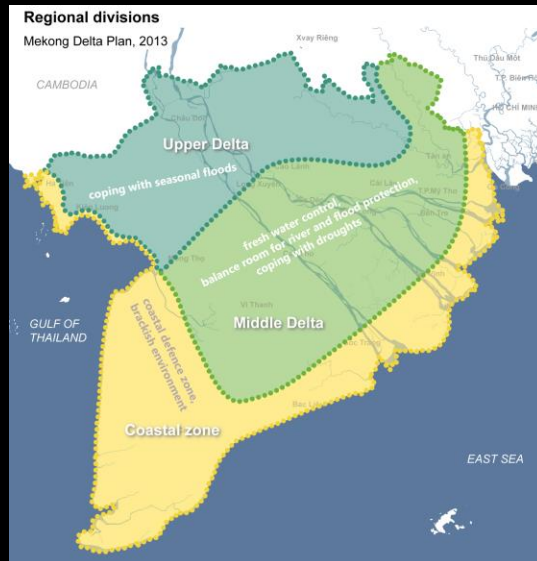 Regional divisions
Mekong Delta Plan, 2013
Xvay Riêng
CAMBODIA
Thủ Dầu Một
T.P. Biên
HỒ CHÍ MINH
Châu Đốc
Upper Delta
Tân An
Cao Lãnh
coping with seasonal floods
Long Xuyên
Cai Lậy
T.P.Mỹ Tho
Bến Tre
fresh water control,
balance room for river and flood protection,
coping with droughts
Vị Thanh
GULF OF
THAILAND
coastal defence zone,
brackish environment
Middle Delta
Sóc Trăng
Bạc Liêu
Coastal zone
EAST SEA